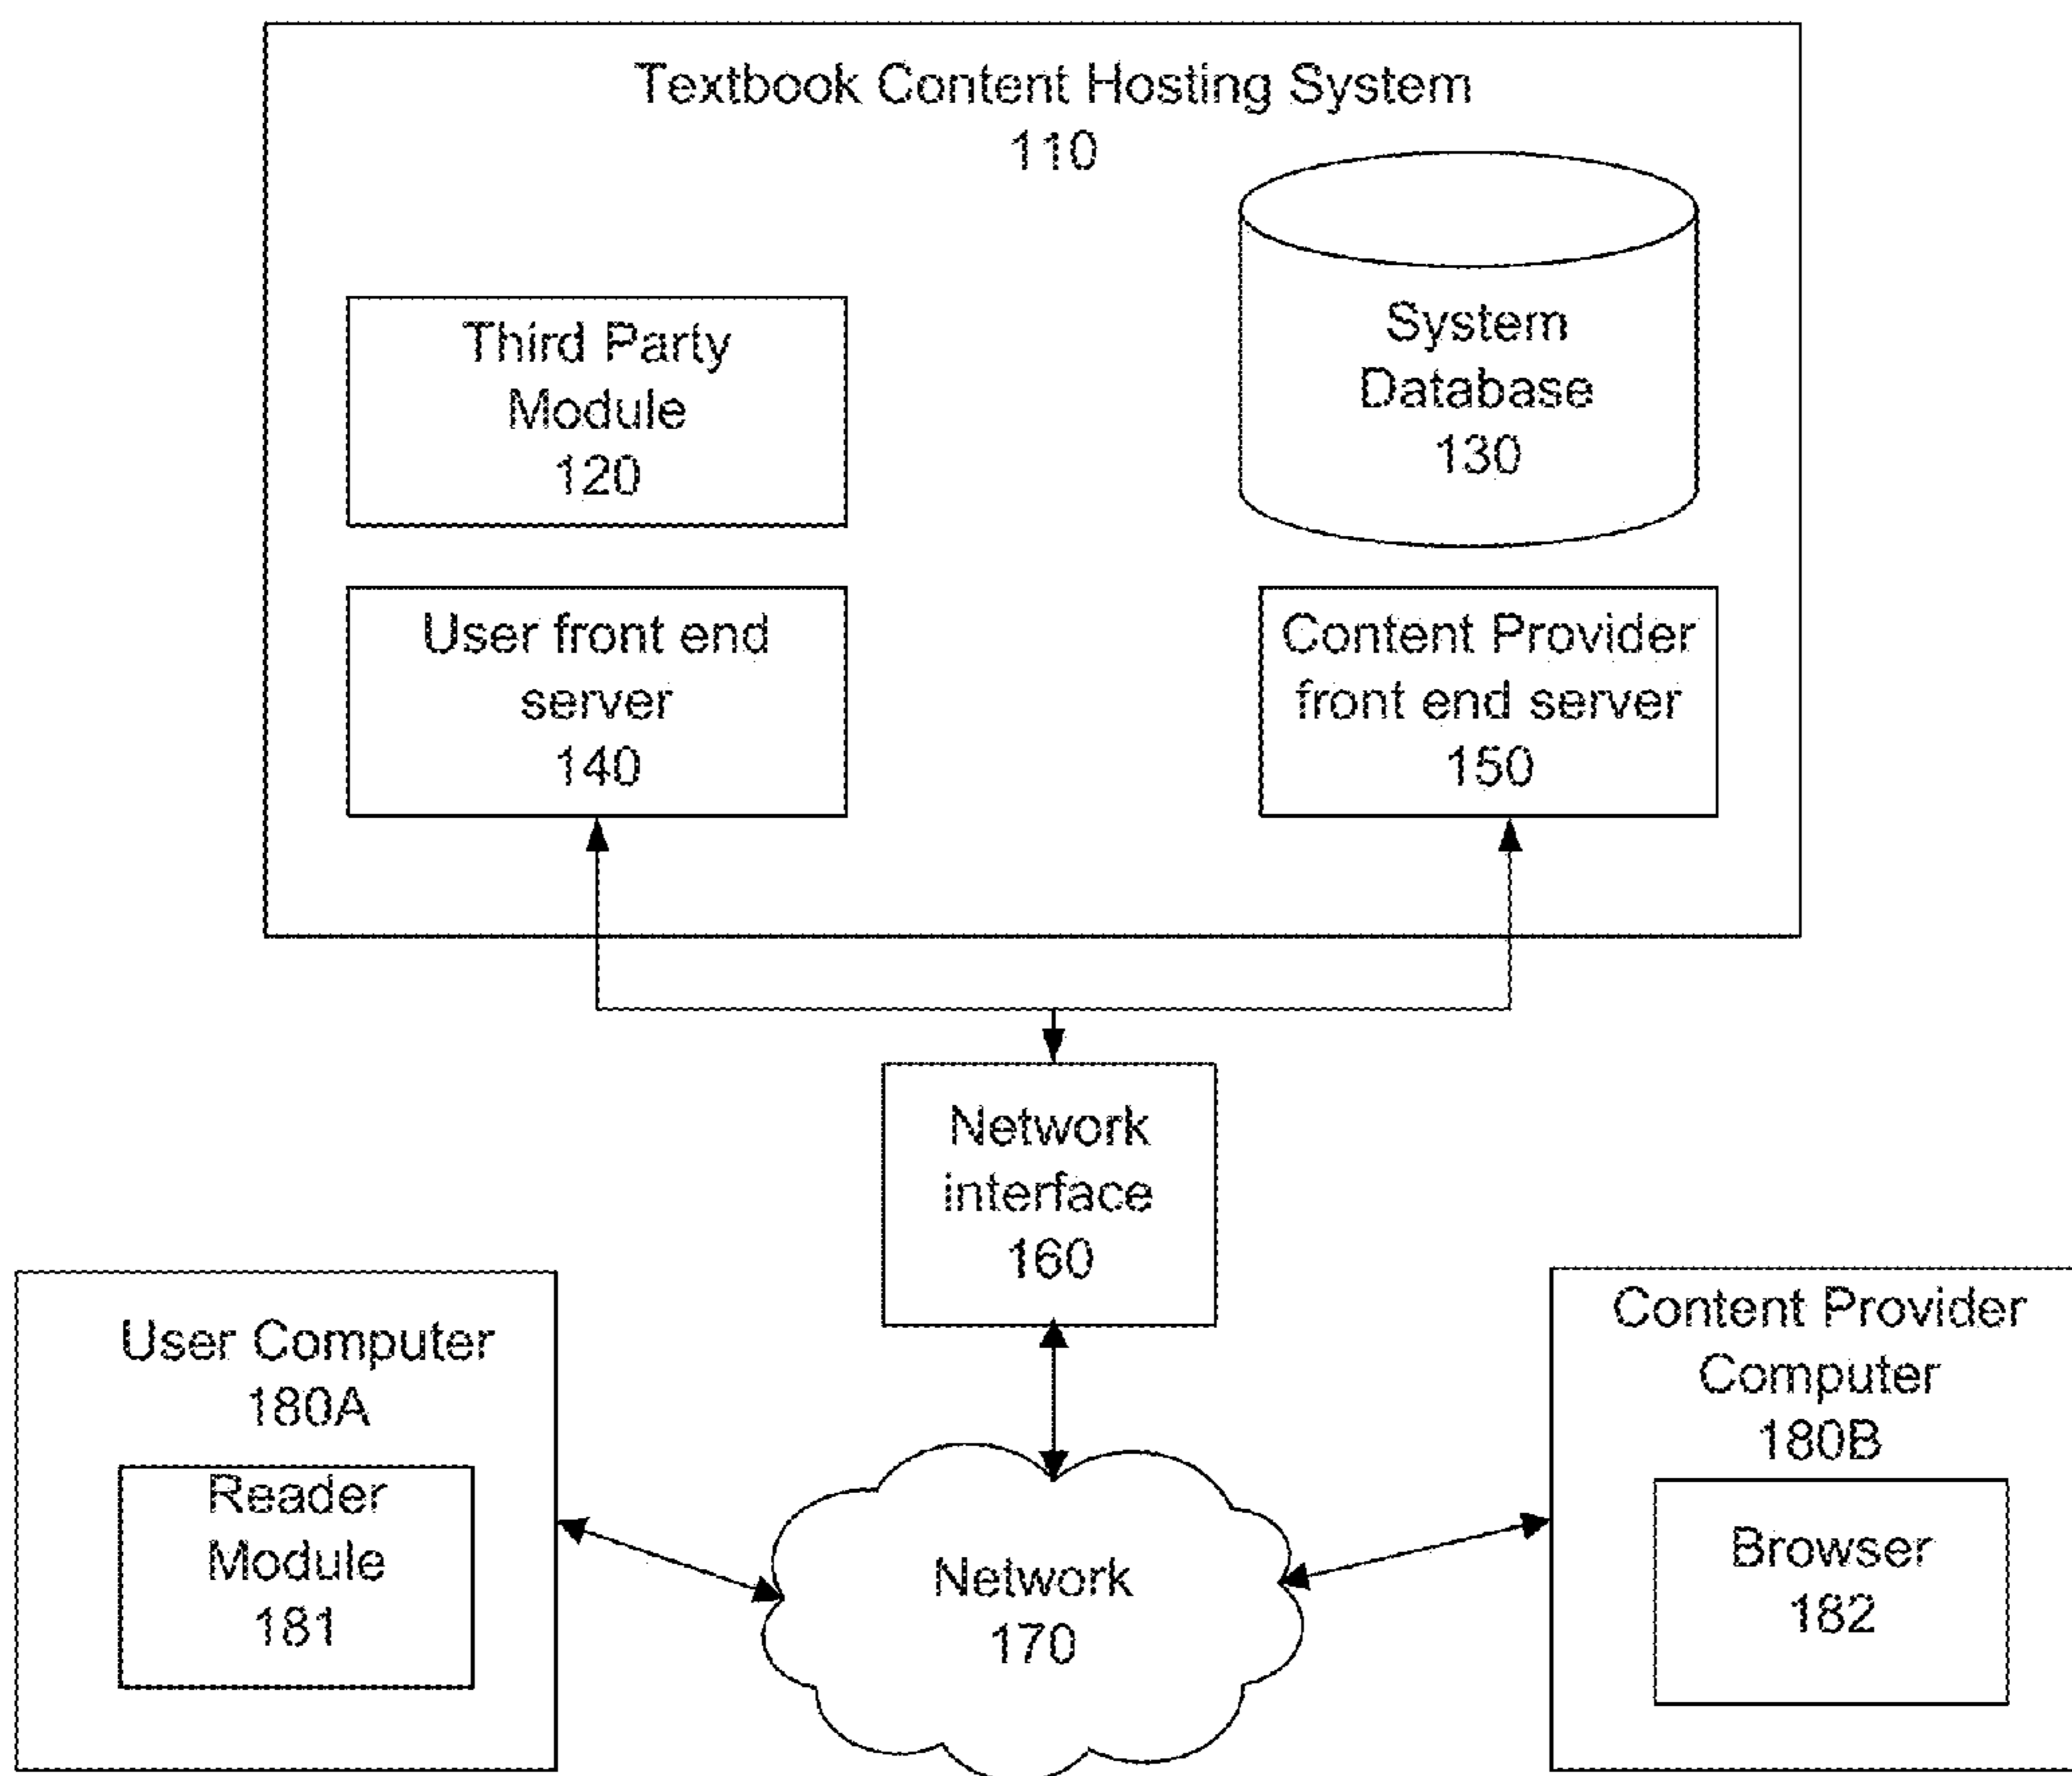 Textbook Content Hosting System
110
Third Party
Module
120
System
Database
130
User front end
server
140
Content Provider
front end server
150
Network
interface
160
User Computer
180A
Reader
Module
181
Network
170
Content Provider
Computer
180B
Browser
182